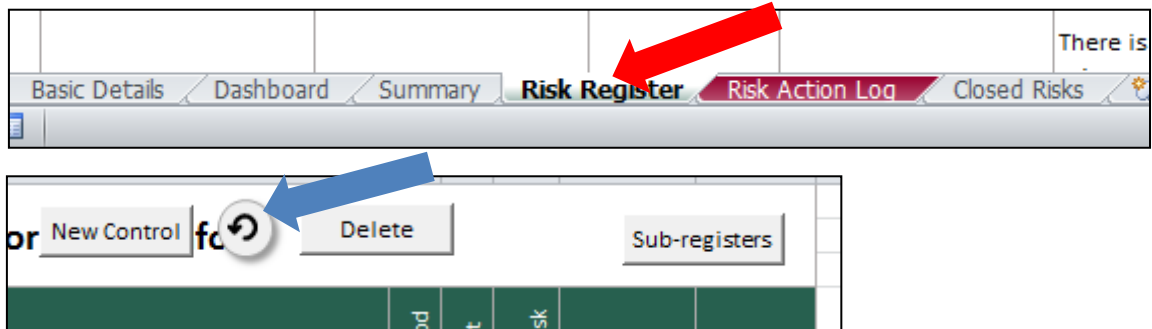 There is
Basic Details Dashboard Summary Risk Register Risk Action Log Closed Risks
or New Control fo Delete Sub-registers
od t sk